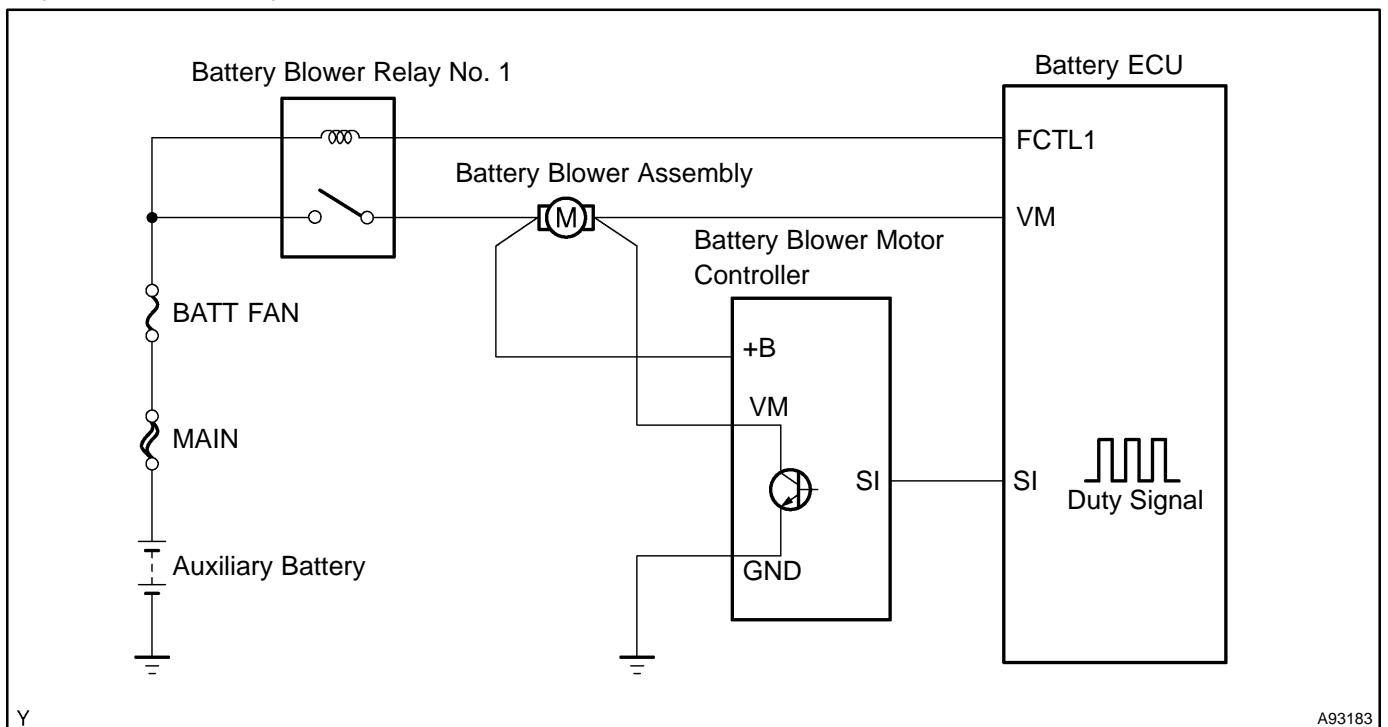 Battery Blower Relay No. 1
Battery ECU
FCTL1
Battery Blower Assembly
M
VM
Battery Blower Motor
Controller
BATT FAN
+B
VM
MAIN
SI
SI
Duty Signal
Auxiliary Battery
GND
Y
A93183